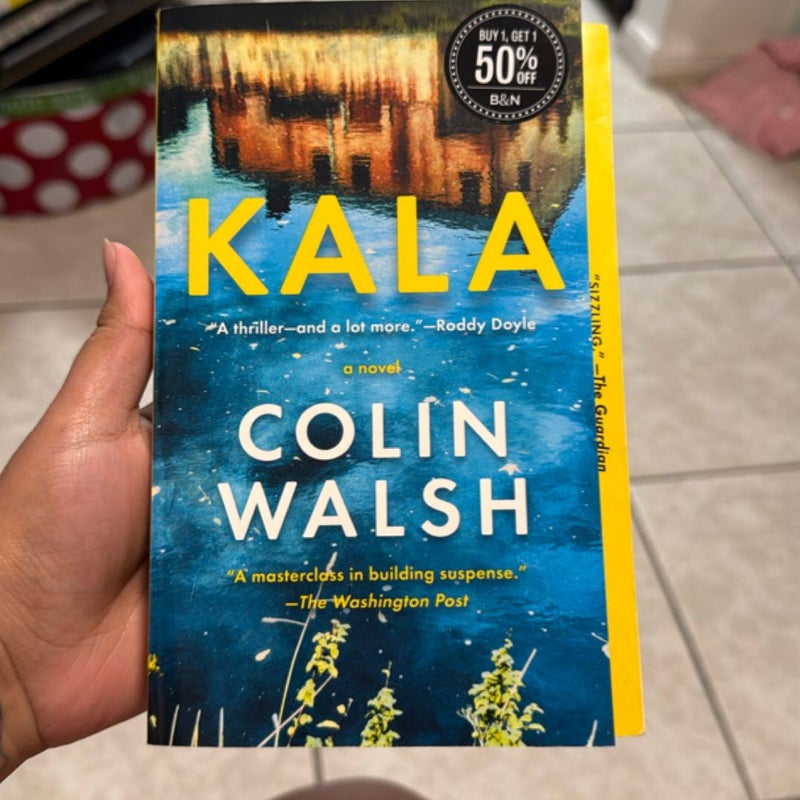 BUY 1, GET 1
50%
OFF
B&N
KALA
"A thriller—and a lot more."—Roddy Doyle
a novel
COLIN
WALSH
"A masterclass in building suspense."
—The Washington Post
"SIZZLING." —The Guardian